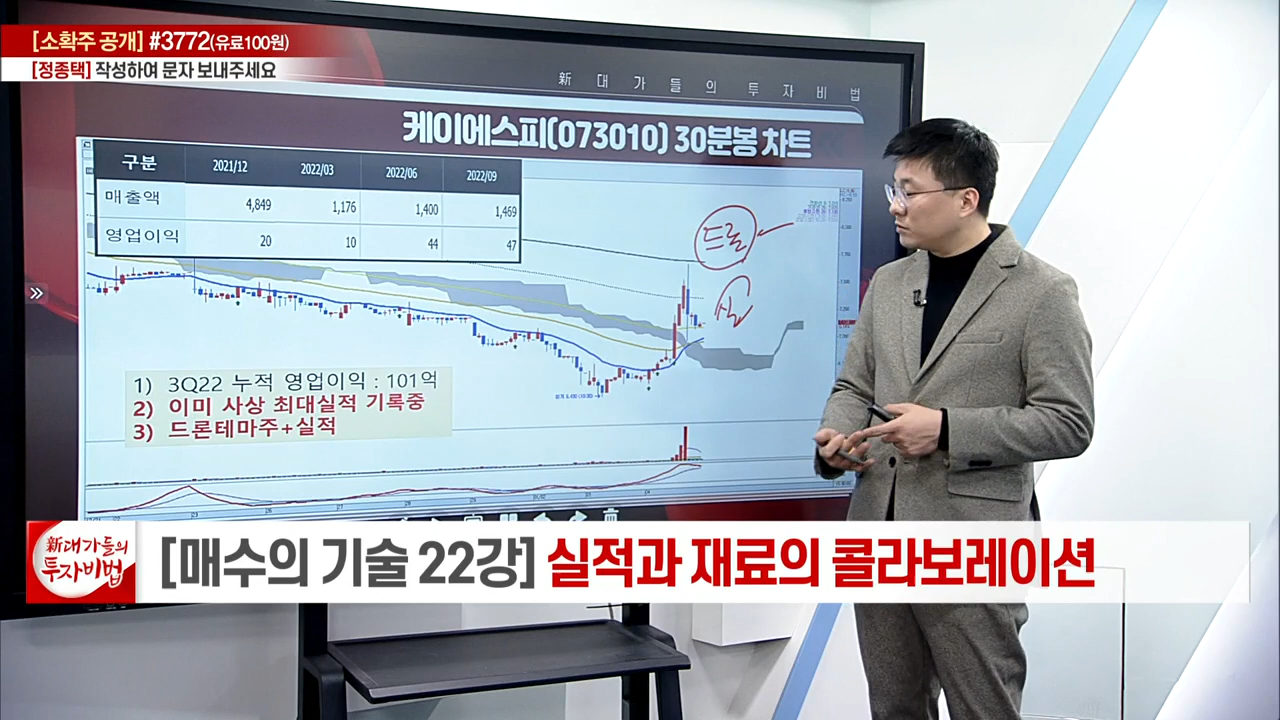 [소확주 공개] #3772(유료100원)
[정종택] 작성하여 문자 보내주세요
新 대 가 들 의 투 자 비 법
케이에스피(073010) 30분봉 차트
구분 2021/12 2022/03 2022/06 2022/09
매출액 4,849 1,176 1,400 1,469
영업이익 20 10 44 47
드론
실
1) 3Q22 누적 영업이익 : 101억
2) 이미 사상 최대실적 기록중
3) 드론테마주+실적
新대가들의
투자비법
[매수의 기술 22강] 실적과 재료의 콜라보레이션